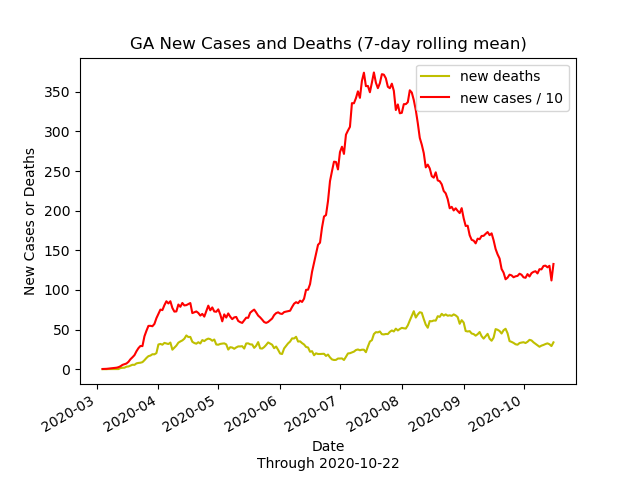 GA New Cases and Deaths (7-day rolling mean)
new deaths
new cases / 10
350
300
250
200
150
100
50
0
New Cases or Deaths
2020-03
2020-04
2020-05
2020-06
2020-07
2020-08
2020-09
2020-10
Date
Through 2020-10-22